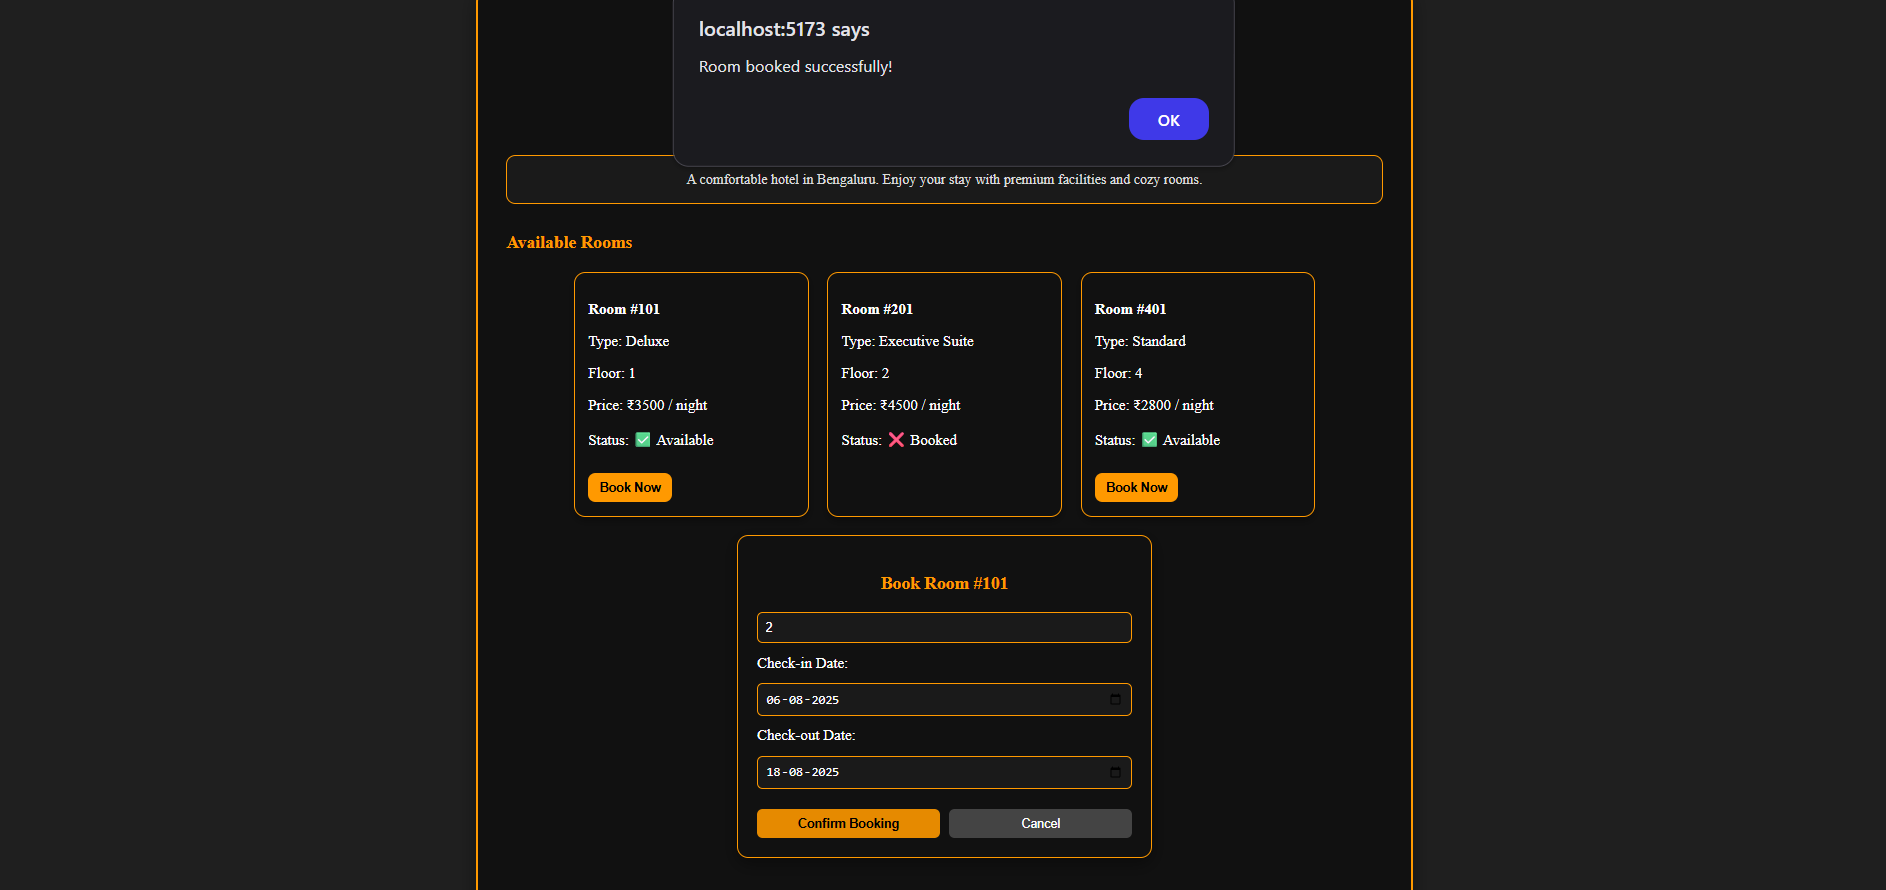 localhost:5173 says
Room booked successfully!
OK
A comfortable hotel in Bengaluru. Enjoy your stay with premium facilities and cozy rooms.
Available Rooms
Room #101
Type: Deluxe
Floor: 1
Price: ₹3500 / night
Status: ✅ Available
Book Now
Room #201
Type: Executive Suite
Floor: 2
Price: ₹4500 / night
Status: ❌ Booked
Room #401
Type: Standard
Floor: 4
Price: ₹2800 / night
Status: ✅ Available
Book Now
Book Room #101
2
Check-in Date:
06-08-2025
Check-out Date:
18-08-2025
Confirm Booking
Cancel